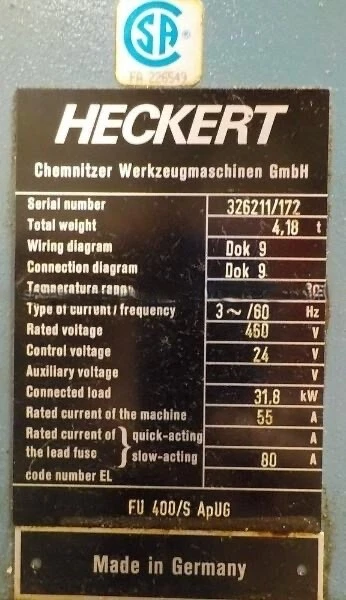 CSA ®
FA 226549
HECKERT
Chemnitzer Werkzeugmaschinen GmbH
Serial number 326211/172
Total weight 4,18 t
Wiring diagram Dok 9
Connection diagram Dok 9
Temperature range
Type of current / frequency 3~/60 Hz
Rated voltage 460 V
Control voltage 24 V
Auxiliary voltage V
Connected load 31,8 kW
Rated current of the machine 55 A
Rated current of } quick-acting A
the lead fuse } slow-acting 80 A
code number EL
FU 400/S ApUG
Made in Germany